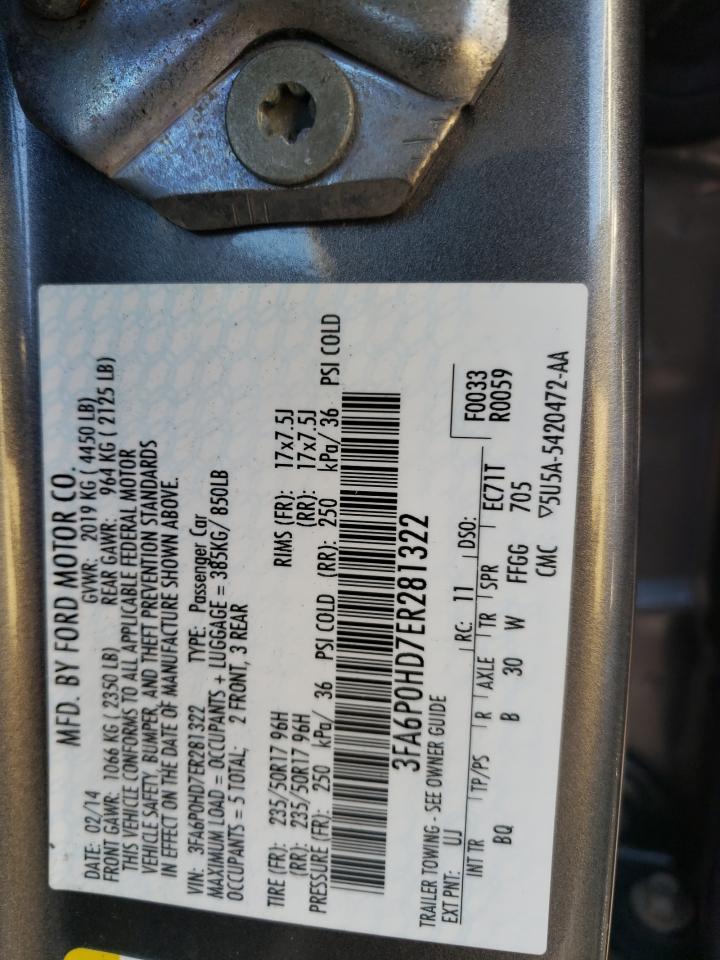 MFD. BY FORD MOTOR CO.
DATE: 02/14 GVWR: 2019 KG ( 4450 LB)
FRONT GAWR: 1066 KG ( 2350 LB) REAR GAWR: 964 KG ( 2125 LB)
THIS VEHICLE CONFORMS TO ALL APPLICABLE FEDERAL MOTOR
VEHICLE SAFETY, BUMPER, AND THEFT PREVENTION STANDARDS
IN EFFECT ON THE DATE OF MANUFACTURE SHOWN ABOVE.
VIN: 3FA6P0HD7ER281322 TYPE: Passenger Car
MAXIMUM LOAD = OCCUPANTS + LUGGAGE = 385KG/ 850LB
OCCUPANTS = 5 TOTAL: 2 FRONT, 3 REAR
TIRE (FR): 235/50R17 96H RIMS (FR): 17x7.5J
(RR): 235/50R17 96H (RR): 17x7.5J
PRESSURE (FR): 250 kPa/ 36 PSI COLD (RR): 250 kPa/ 36 PSI COLD
3FA6P0HD7ER281322
TRAILER TOWING - SEE OWNER GUIDE F0033
EXT PNT: UJ RC: 11 DSO: R0059
INT TR TP/PS R AXLE TR SPR EC71T
BQ B 30 W FFGG 705
CMC ▽5U5A-5420472-AA